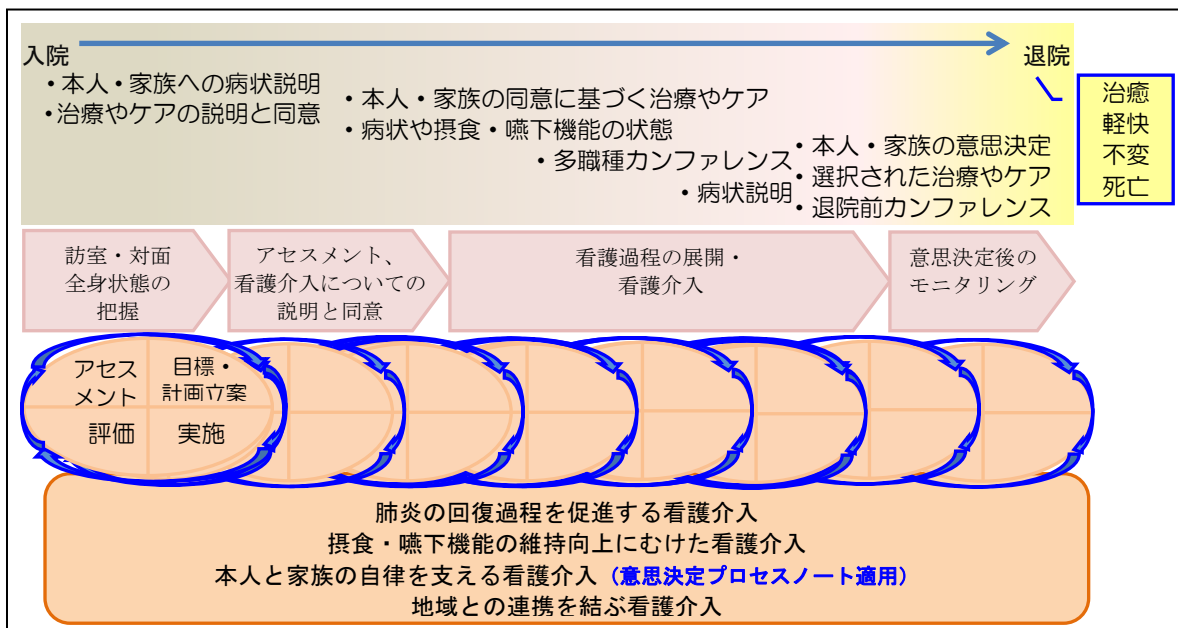 入院
・本人・家族への病状説明
・治療やケアの説明と同意
・本人・家族の同意に基づく治療やケア
・病状や摂食・嚥下機能の状態
・多職種カンファレンス
・病状説明
退院
・本人・家族の意思決定
・選択された治療やケア
・退院前カンファレンス
治癒
軽快
不変
死亡
訪室・対面
全身状態の
把握
アセスメント、
看護介入についての
説明と同意
看護過程の展開・
看護介入
意思決定後の
モニタリング
アセス
メント
目標・
計画立案
評価
実施
肺炎の回復過程を促進する看護介入
摂食・嚥下機能の維持向上にむけた看護介入
本人と家族の自律を支える看護介入（意思決定プロセスノート適用）
地域との連携を結ぶ看護介入